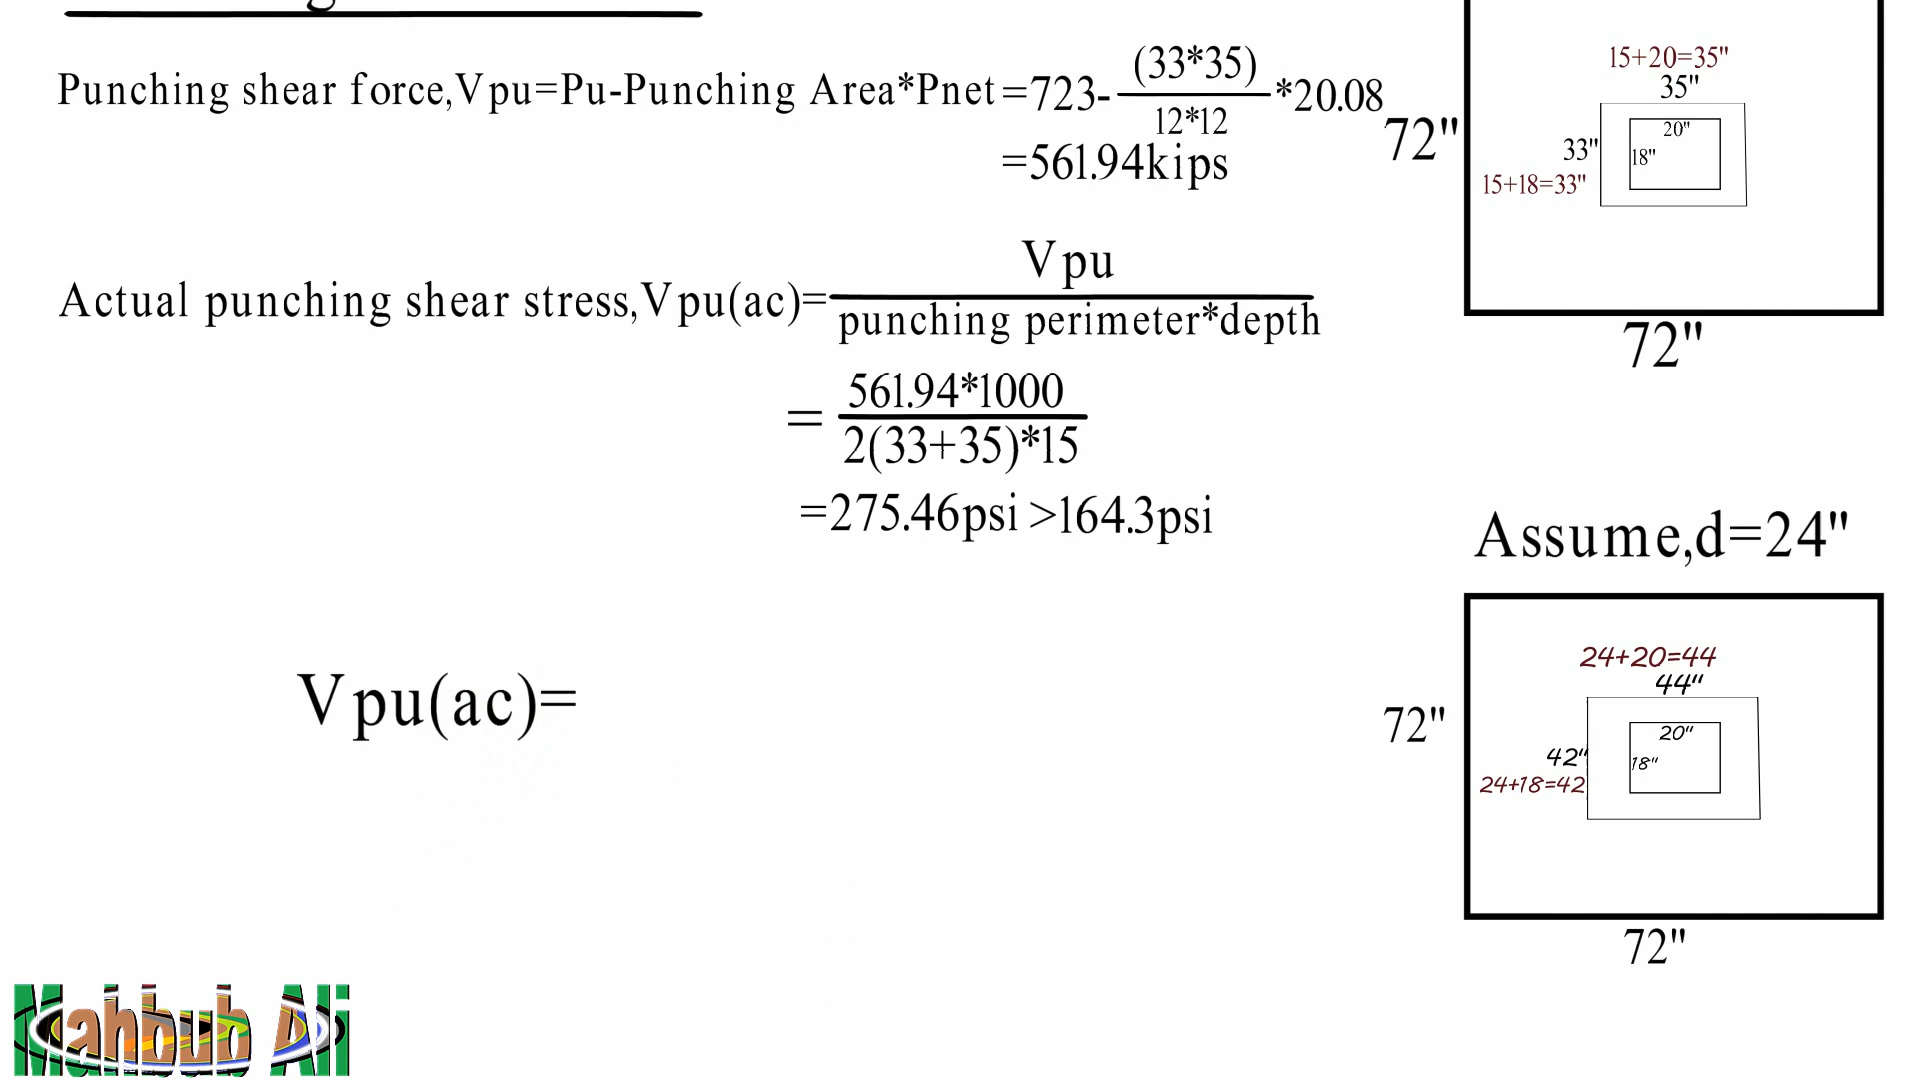 Punching shear force,Vpu=Pu-Punching Area*Pnet=723-(33*35)/12*12*20.08
=561.94kips
Actual punching shear stress,Vpu(ac)=Vpu/punching perimeter*depth
=561.94*1000/2(33+35)*15
=275.46psi >164.3psi
Vpu(ac)=
15+20=35"
35"
20"
72"
33"
18"
15+18=33"
72"
Assume,d=24"
24+20=44
44"
20"
72"
42"
18"
24+18=42
72"
Mahbub Ali